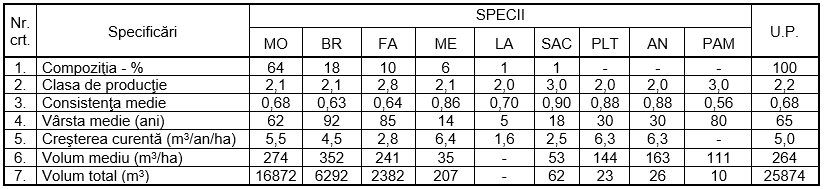 Nr. crt. Specificări SPECII U.P.
MO BR FA ME LA SAC PLT AN PAM
1. Compoziţia - % 64 18 10 6 1 1 - - - 100
2. Clasa de producţie 2,1 2,1 2,8 2,1 2,0 3,0 2,0 2,0 3,0 2,2
3. Consistenţa medie 0,68 0,63 0,64 0,86 0,70 0,90 0,88 0,88 0,56 0,68
4. Vârsta medie (ani) 62 92 85 14 5 18 30 30 80 65
5. Creşterea curentă (m³/an/ha) 5,5 4,5 2,8 6,4 1,6 2,5 6,3 6,3 - 5,0
6. Volum mediu (m³/ha) 274 352 241 35 - 53 144 163 111 264
7. Volum total (m³) 16872 6292 2382 207 - 62 23 26 10 25874